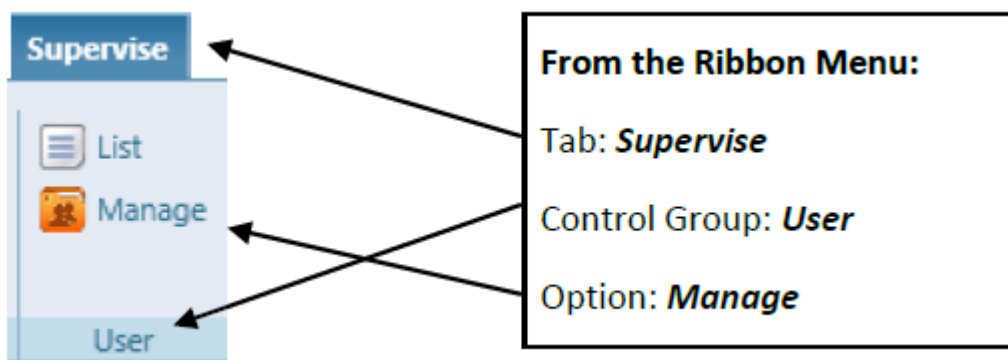 Supervise
List
Manage
User
From the Ribbon Menu:
Tab: Supervise
Control Group: User
Option: Manage